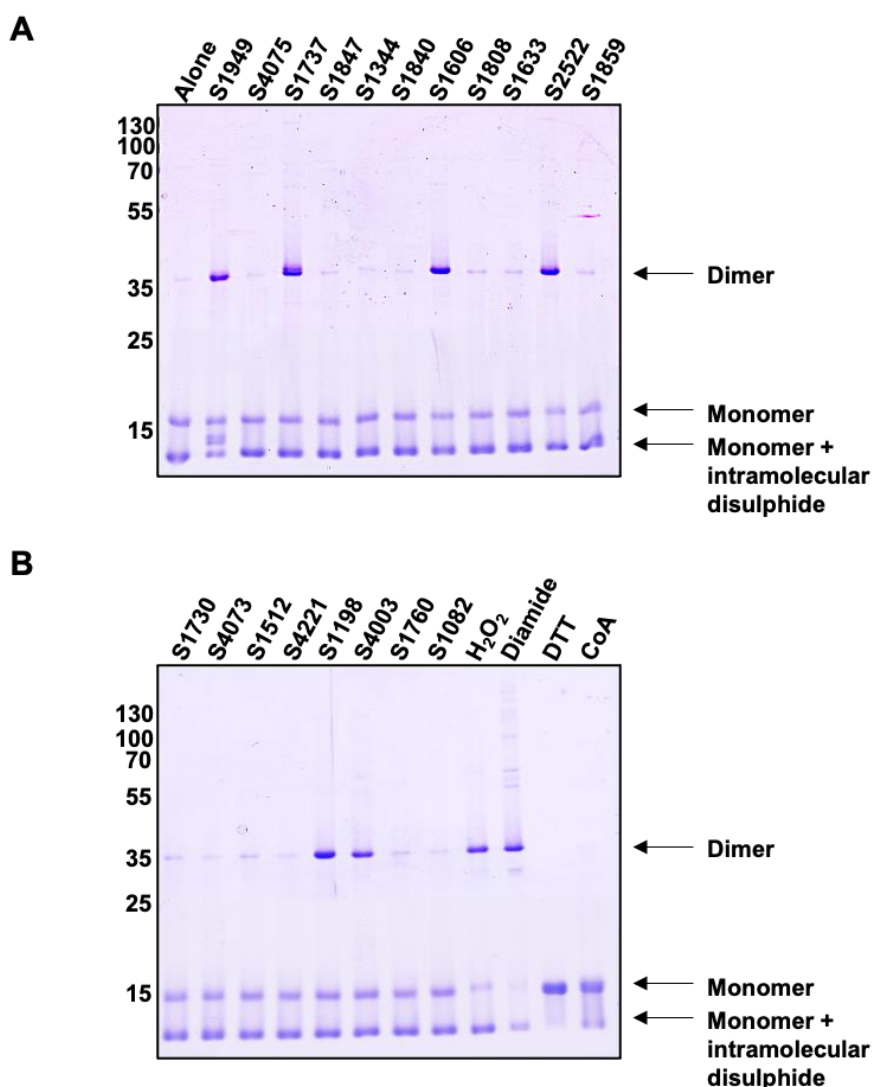 A
Alone
S1949
S4075
S1737
S1847
S1344
S1840
S1606
S1808
S1633
S2522
S1859
130
100
70
55
35
25
15
Dimer
Monomer
Monomer +
intramolecular
disulphide
B
S1730
S4073
S1512
S4221
S1198
S4003
S1760
S1082
H₂O₂
Diamide
DTT
CoA
130
100
70
55
35
25
15
Dimer
Monomer
Monomer +
intramolecular
disulphide